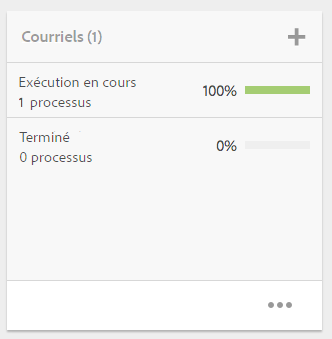 Courriels (1)
Exécution en cours
1 processus
100%
Terminé
0 processus
0%